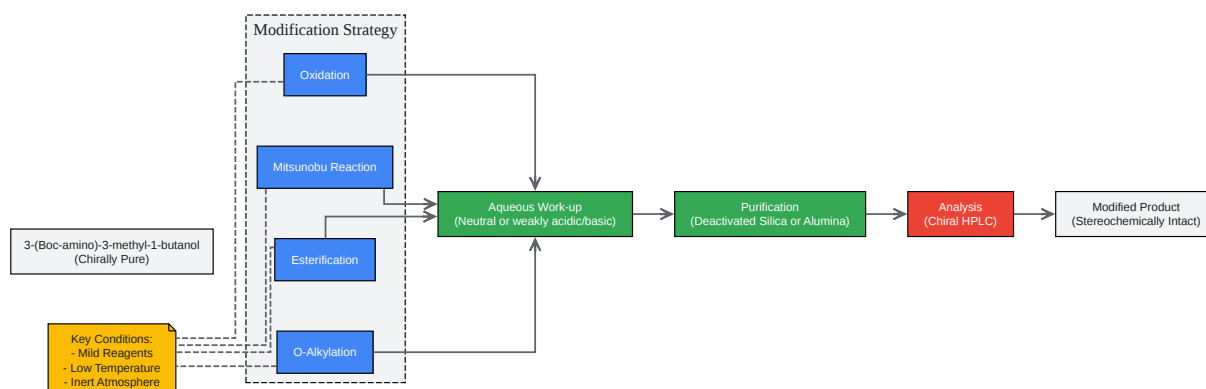 Modification Strategy
Oxidation
Mitsunobu Reaction
Esterification
O-Alkylation
3-(Boc-amino)-3-methyl-1-butanol
(Chirally Pure)
Key Conditions:
- Mild Reagents
- Low Temperature
- Inert Atmosphere
Aqueous Work-up
(Neutral or weakly acidic/basic)
Purification
(Deactivated Silica or Alumina)
Analysis
(Chiral HPLC)
Modified Product
(Stereochemically Intact)